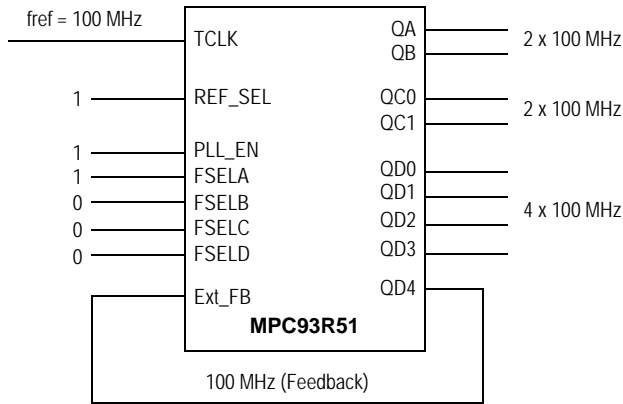 fref = 100 MHz
TCLK
QA
QB
2 x 100 MHz
1
REF_SEL
QC0
QC1
2 x 100 MHz
1
PLL_EN
1
FSELA
0
FSELB
0
FSELC
0
FSELD
QD0
QD1
QD2
QD3
4 x 100 MHz
Ext_FB
QD4
MPC93R51
100 MHz (Feedback)